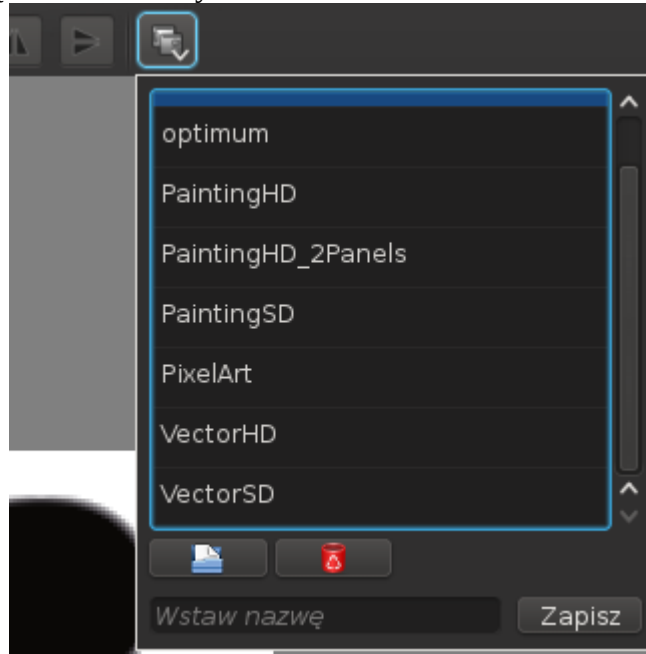 optimum
PaintingHD
PaintingHD_2Panels
PaintingSD
PixelArt
VectorHD
VectorSD
Wstaw nazwę
Zapisz